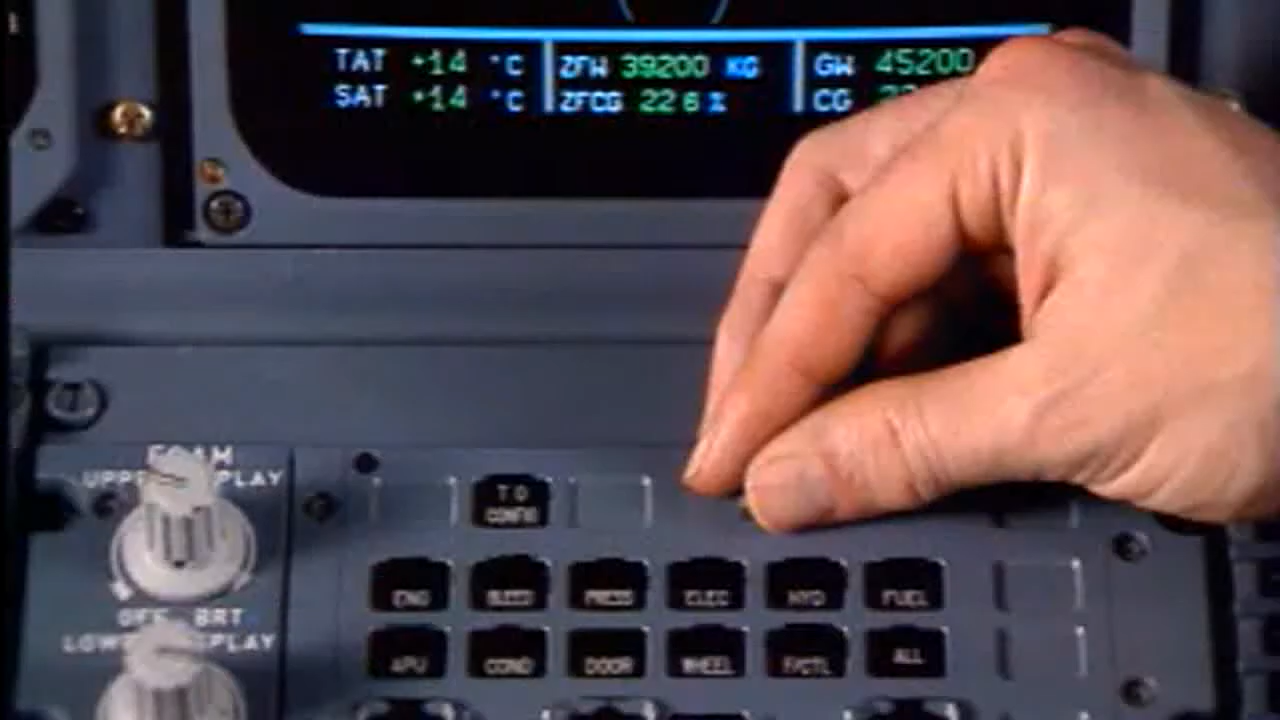 TAT +14 °C ZFW 39200 KG GW 45200
SAT +14 °C ZFCG 22 6 % CG
UPPER DISPLAY
T O
CONFIG
OFF BRT
LOWER DISPLAY
ENG BLEED PRESS ELEC HYD FUEL
APU COND DOOR WHEEL F/CTL ALL